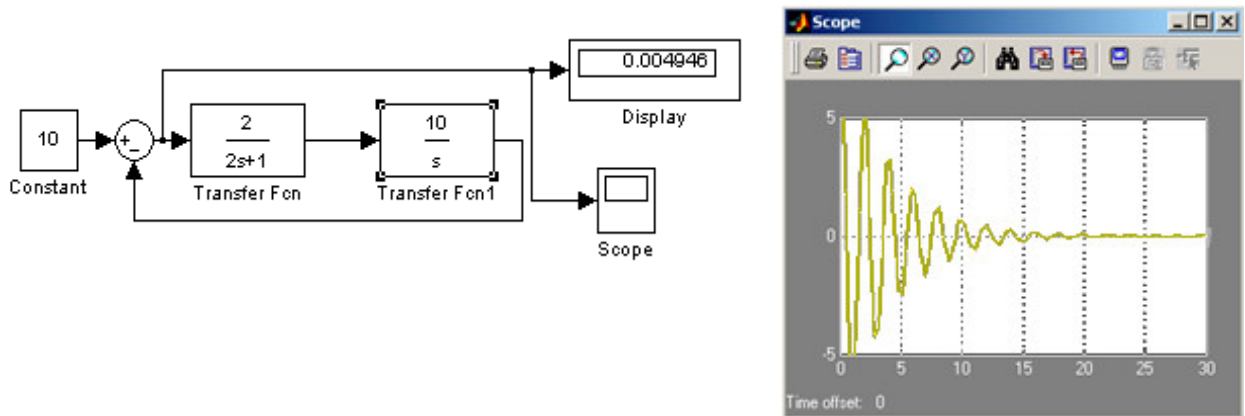 10
Constant
+
−
2
2s+1
Transfer Fcn
10
s
Transfer Fcn1
0.004946
Display
Scope
Scope
5
0
-5
0 5 10 15 20 25 30
Time offset: 0